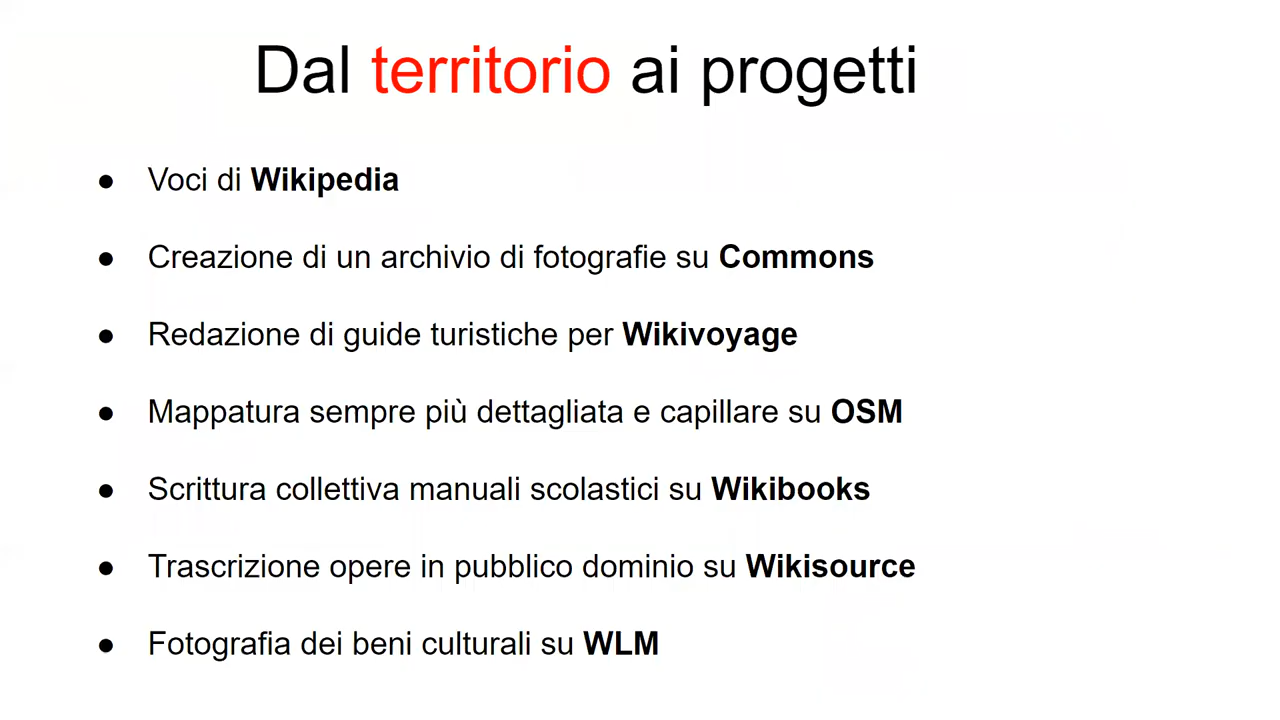 Dal territorio ai progetti
● Voci di Wikipedia
● Creazione di un archivio di fotografie su Commons
● Redazione di guide turistiche per Wikivoyage
● Mappatura sempre più dettagliata e capillare su OSM
● Scrittura collettiva manuali scolastici su Wikibooks
● Trascrizione opere in pubblico dominio su Wikisource
● Fotografia dei beni culturali su WLM